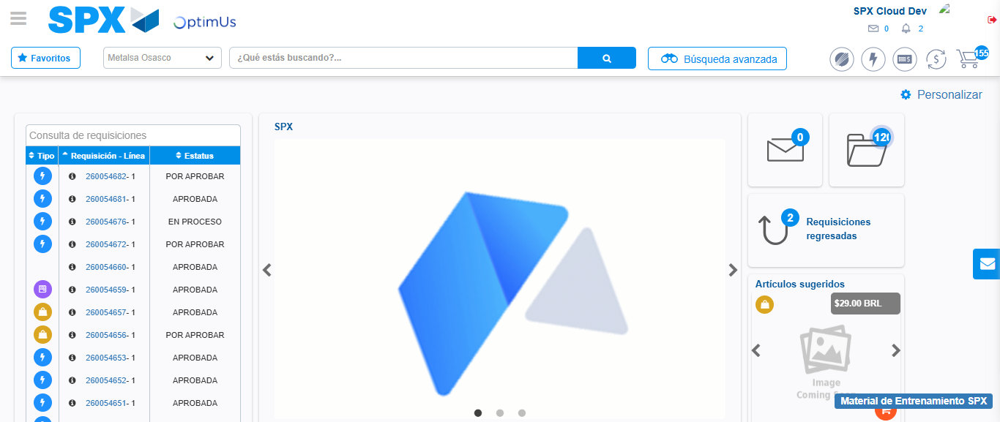 SPX OptimUs
SPX Cloud Dev
0 2
Favoritos
Metalsa Osasco
¿Qué estás buscando?...
Búsqueda avanzada
155
Personalizar
Consulta de requisiciones
Tipo Requisición - Línea Estatus
260054682- 1 POR APROBAR
260054681- 1 APROBADA
260054676- 1 EN PROCESO
260054672- 1 POR APROBAR
260054660- 1 APROBADA
260054659- 1 APROBADA
260054657- 1 APROBADA
260054656- 1 POR APROBAR
260054653- 1 APROBADA
260054652- 1 APROBADA
260054651- 1 APROBADA
SPX
0
2
Requisiciones
regresadas
Artículos sugeridos
$29.00 BRL
Image
Coming
Material de Entrenamiento SPX